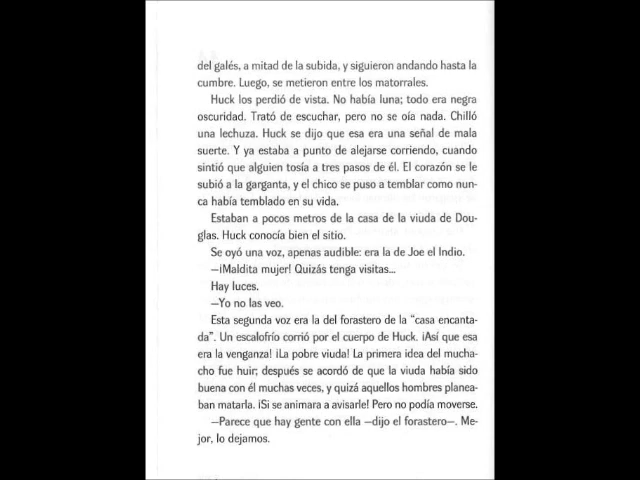 del galés, a mitad de la subida, y siguieron andando hasta la
cumbre. Luego, se metieron entre los matorrales.
Huck los perdió de vista. No había luna; todo era negra
oscuridad. Trató de escuchar, pero no se oía nada. Chilló
una lechuza. Huck se dijo que esa era una señal de mala
suerte. Y ya estaba a punto de alejarse corriendo, cuando
sintió que alguien tosía a tres pasos de él. El corazón se le
subió a la garganta, y el chico se puso a temblar como nun-
ca había temblado en su vida.
Estaban a pocos metros de la casa de la viuda de Dou-
glas. Huck conocía bien el sitio.
Se oyó una voz, apenas audible: era la de Joe el Indio.
—¡Maldita mujer! Quizás tenga visitas...
Hay luces.
—Yo no las veo.
Esta segunda voz era la del forastero de la “casa encanta-
da”. Un escalofrío corrió por el cuerpo de Huck. ¡Así que esa
era la venganza! ¡La pobre viuda! La primera idea del mucha-
cho fue huir; después se acordó de que la viuda había sido
buena con él muchas veces, y quizá aquellos hombres planea-
ban matarla. ¡Si se animara a avisarle! Pero no podía moverse.
—Parece que hay gente con ella —dijo el forastero—. Me-
jor, lo dejamos.